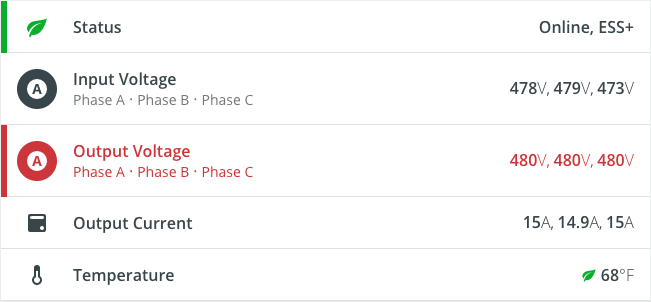 Status Online, ESS+
A Input Voltage 478V, 479V, 473V
Phase A · Phase B · Phase C
A Output Voltage 480V, 480V, 480V
Phase A · Phase B · Phase C
Output Current 15A, 14.9A, 15A
Temperature 68°F